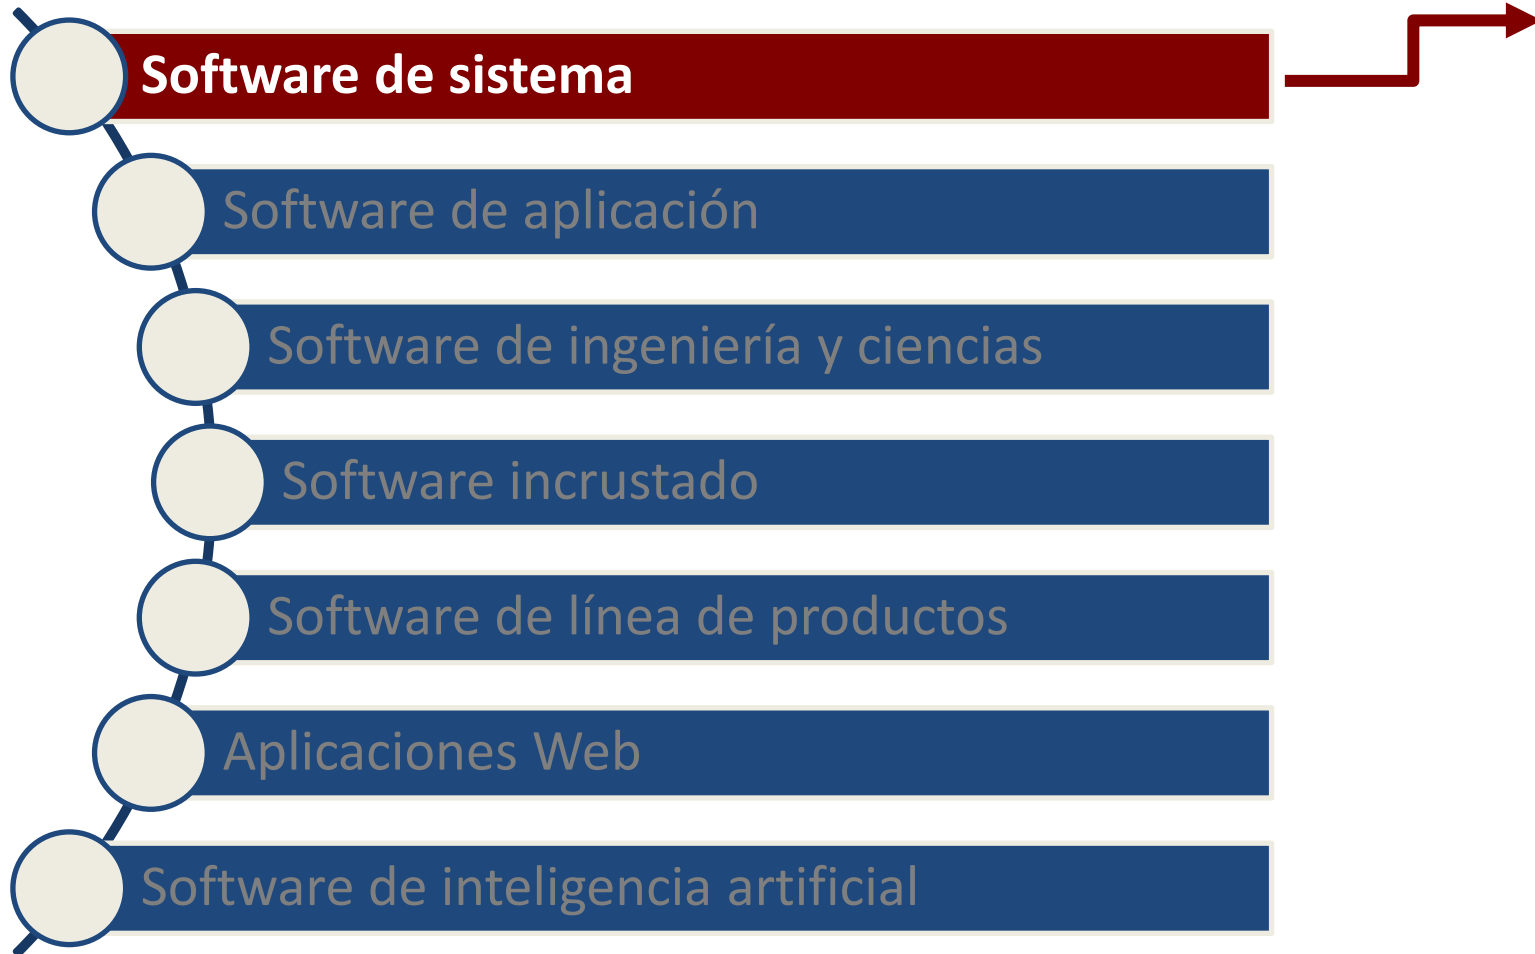 Software de sistema
Software de aplicación
Software de ingeniería y ciencias
Software incrustado
Software de línea de productos
Aplicaciones Web
Software de inteligencia artificial